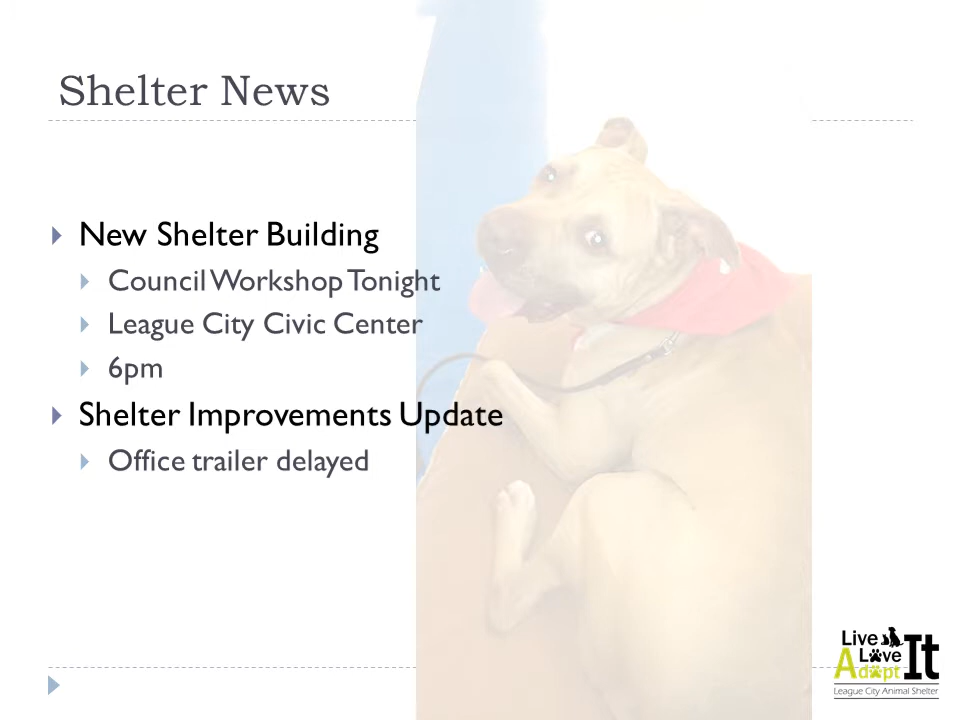 Shelter News
New Shelter Building
Council Workshop Tonight
League City Civic Center
6pm
Shelter Improvements Update
Office trailer delayed
Live
Love It
Adopt
League City Animal Shelter